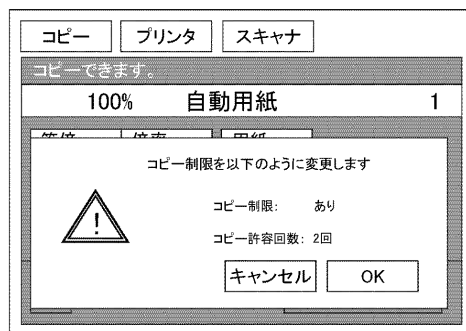 コピー プリンタ スキャナ
コピーできます。
100% 自動用紙 1
コピー制限を以下のように変更します
コピー制限: あり
コピー許容回数: 2回
キャンセル OK